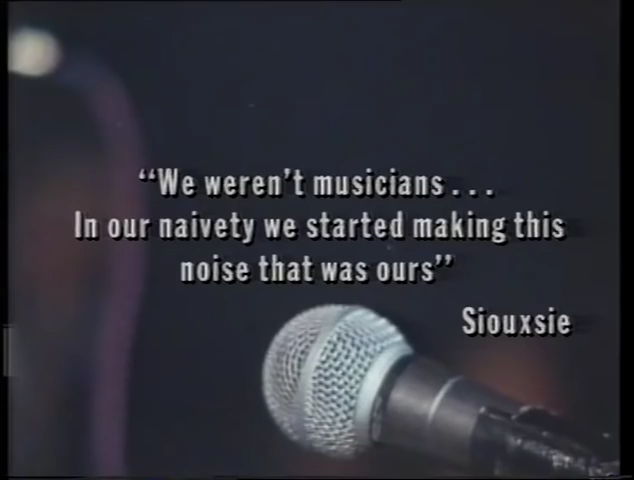 “We weren’t musicians . . .
In our naivety we started making this
noise that was ours”
Siouxsie